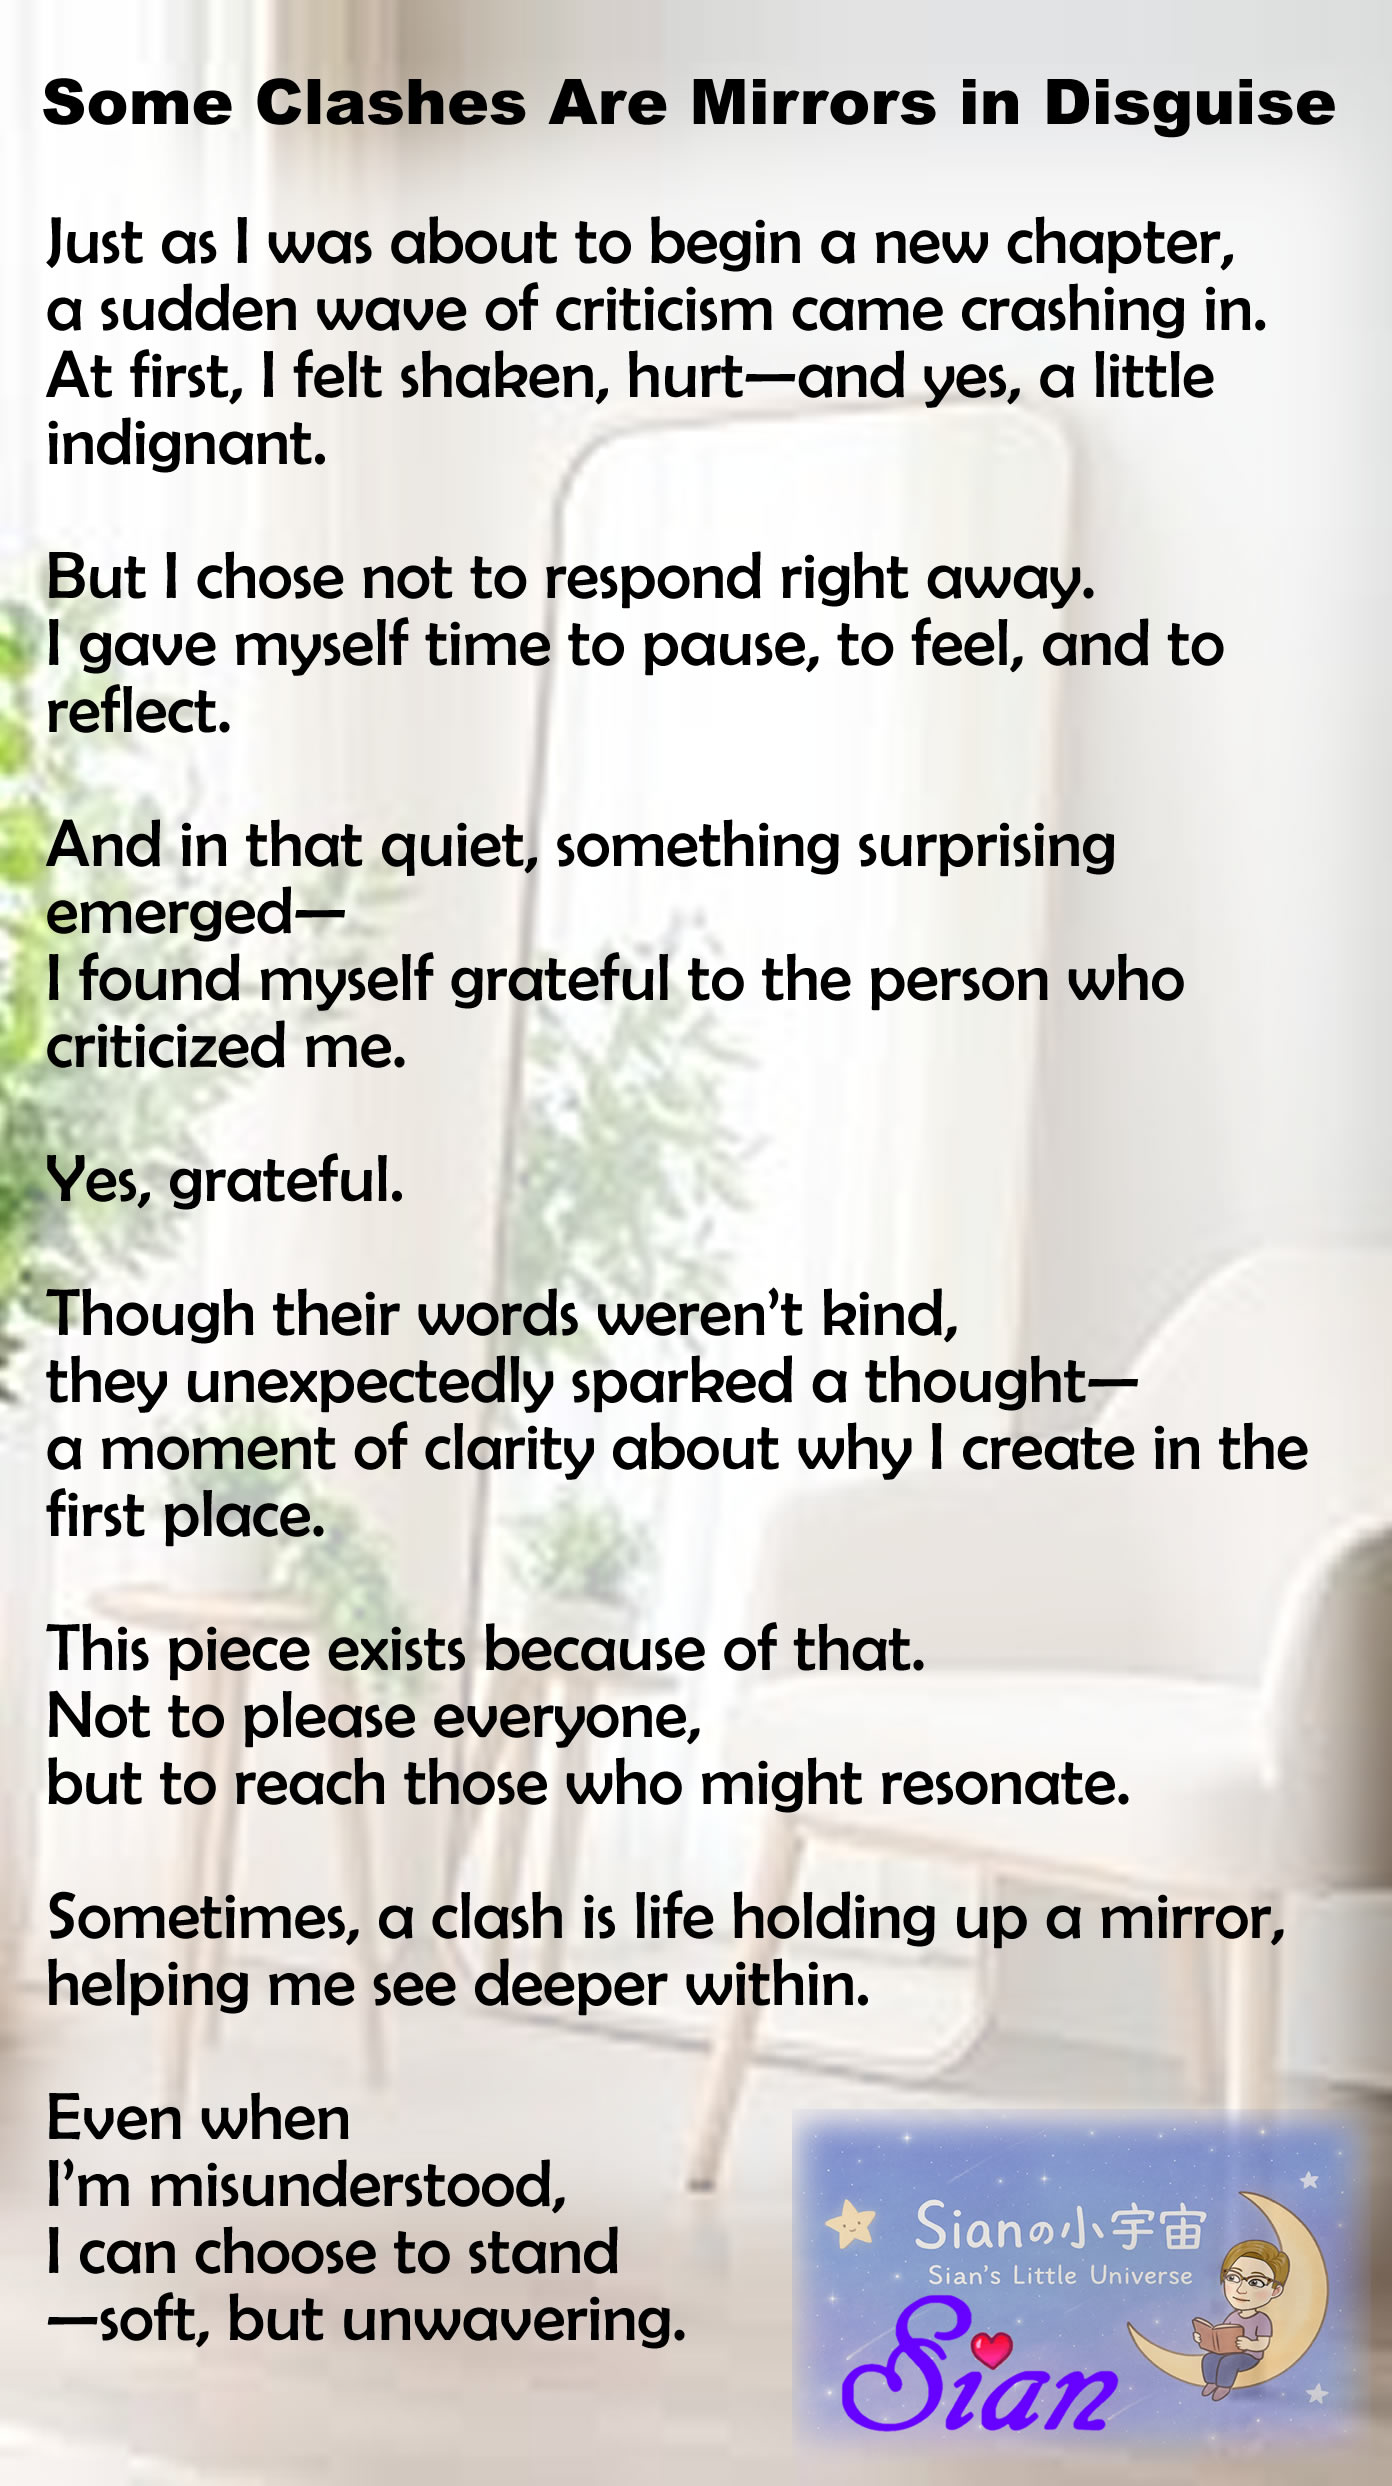 Some Clashes Are Mirrors in Disguise
Just as I was about to begin a new chapter,
a sudden wave of criticism came crashing in.
At first, I felt shaken, hurt—and yes, a little
indignant.
But I chose not to respond right away.
I gave myself time to pause, to feel, and to
reflect.
And in that quiet, something surprising
emerged—
I found myself grateful to the person who
criticized me.
Yes, grateful.
Though their words weren’t kind,
they unexpectedly sparked a thought—
a moment of clarity about why I create in the
first place.
This piece exists because of that.
Not to please everyone,
but to reach those who might resonate.
Sometimes, a clash is life holding up a mirror,
helping me see deeper within.
Even when
I’m misunderstood,
I can choose to stand
—soft, but unwavering.
Sianの小宇宙
Sian's Little Universe
Sian